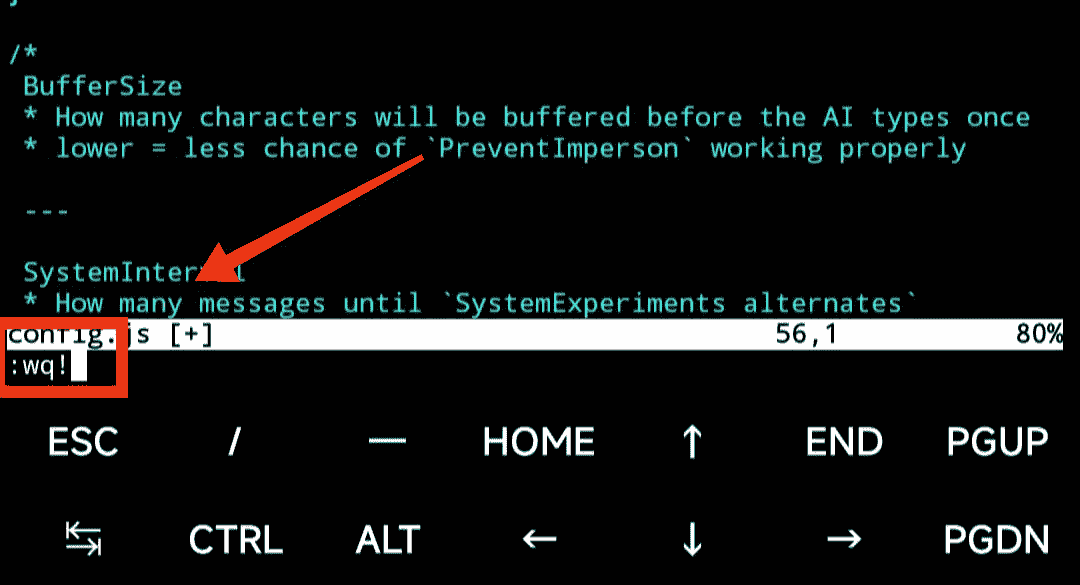 /*
BufferSize
* How many characters will be buffered before the AI types once
* lower = less chance of `PreventImperson` working properly
---
* How many messages until `SystemExperiments alternates`
config.js [+] 56,1 80%
:wq!
ESC / — HOME ↑ END PGUP
↹ CTRL ALT ← ↓ → PGDN